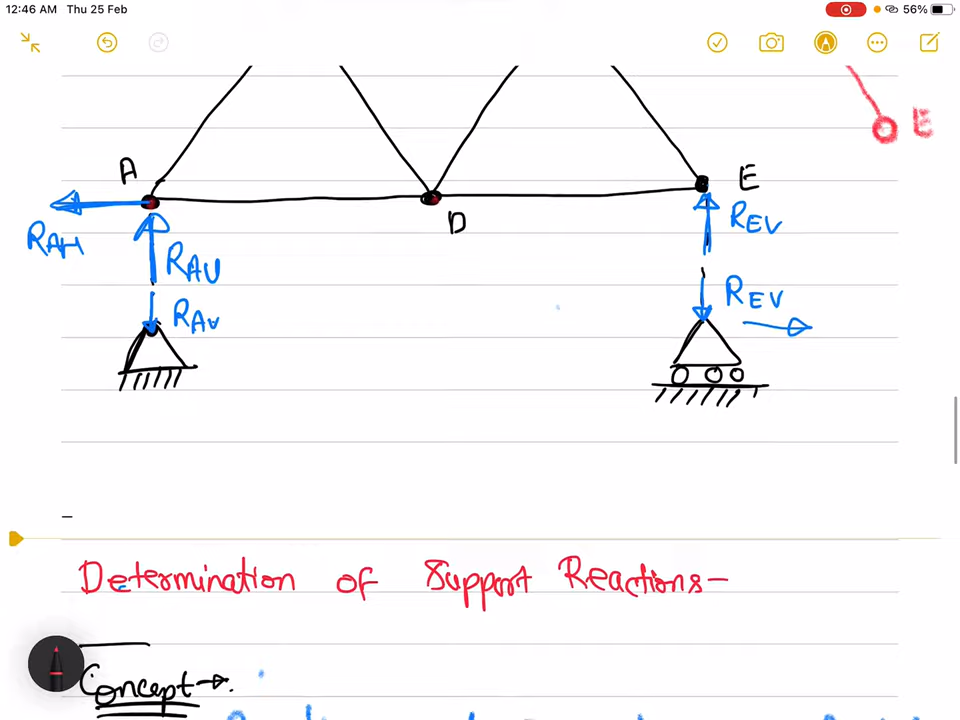 12:46 AM Thu 25 Feb
56%
E
A
E
D
REV
RAH
RAV
REV
RAV
Determination of Support Reactions-
Concept →.